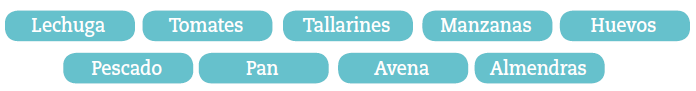 Lechuga Tomates Tallarines Manzanas Huevos
Pescado Pan Avena Almendras